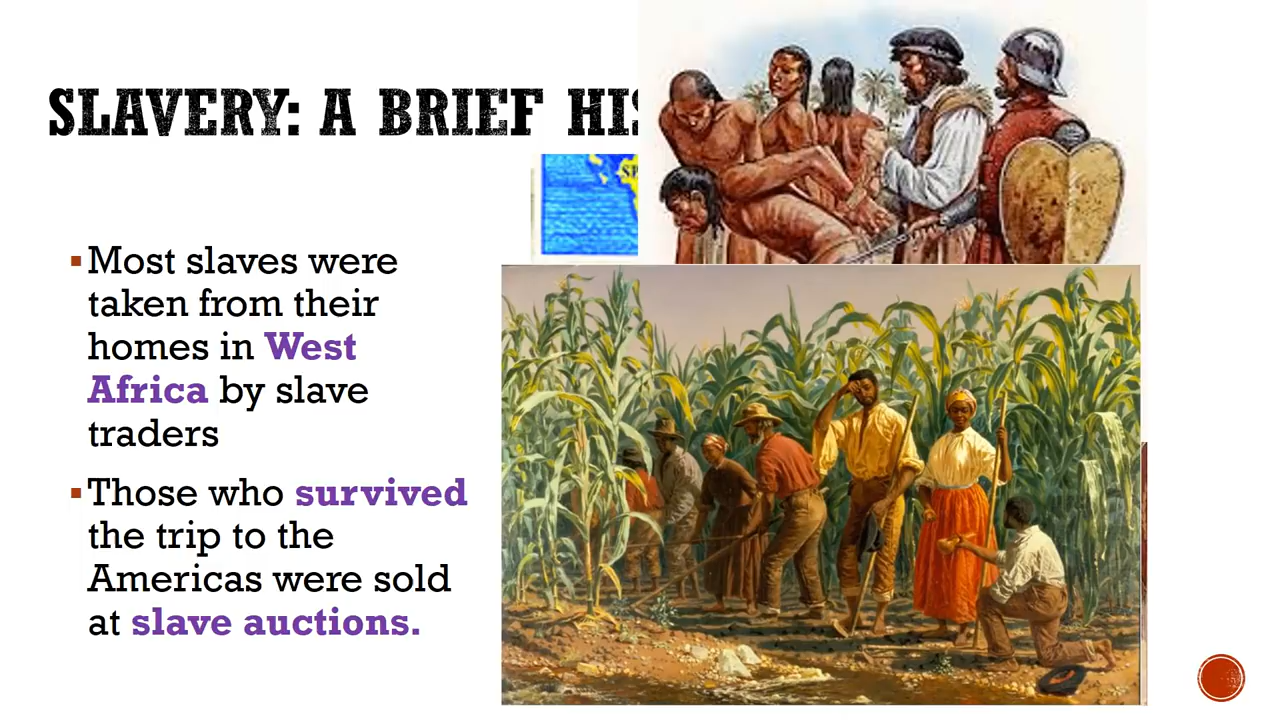 SLAVERY: A BRIEF HIS
SP
▪Most slaves were
taken from their
homes in West
Africa by slave
traders
▪Those who survived
the trip to the
Americas were sold
at slave auctions.